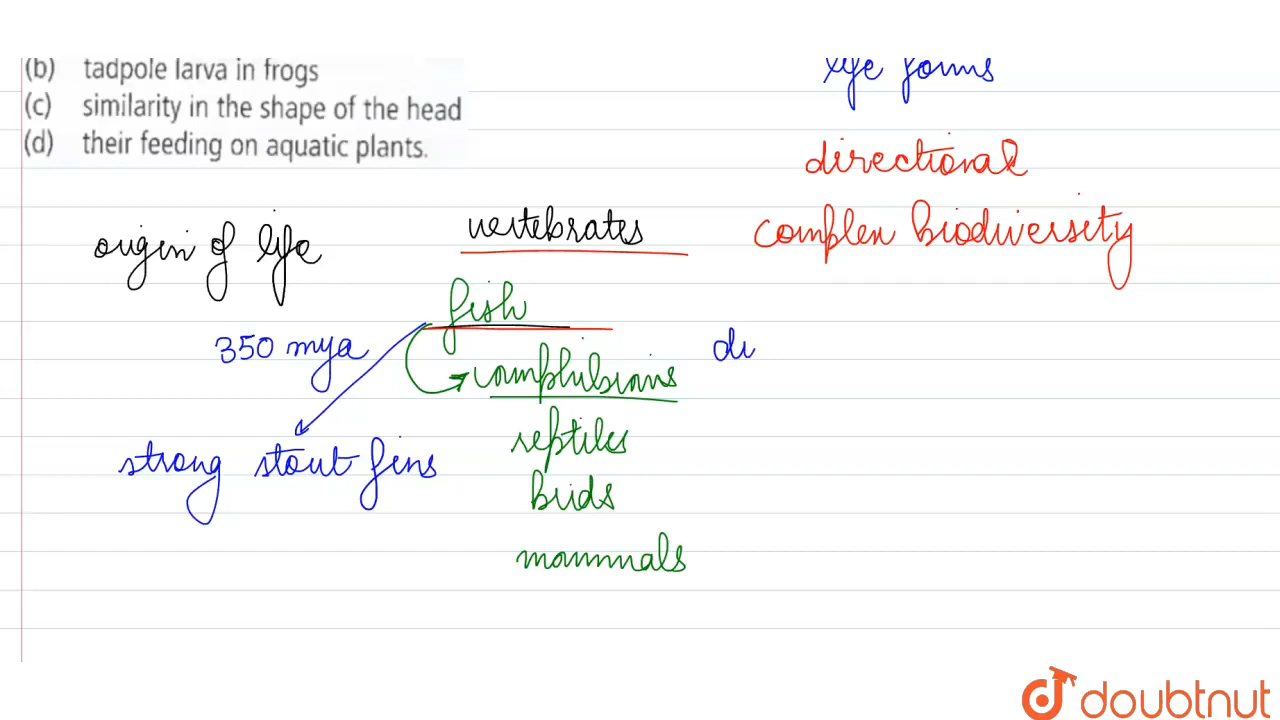 (b) tadpole larva in frogs
(c) similarity in the shape of the head
(d) their feeding on aquatic plants.
life forms
directional
complex biodiversity
origin of life
vertebrates
fish
350 mya
amphibians
di
strong stout fins
reptiles
birds
mammals
doubtnut